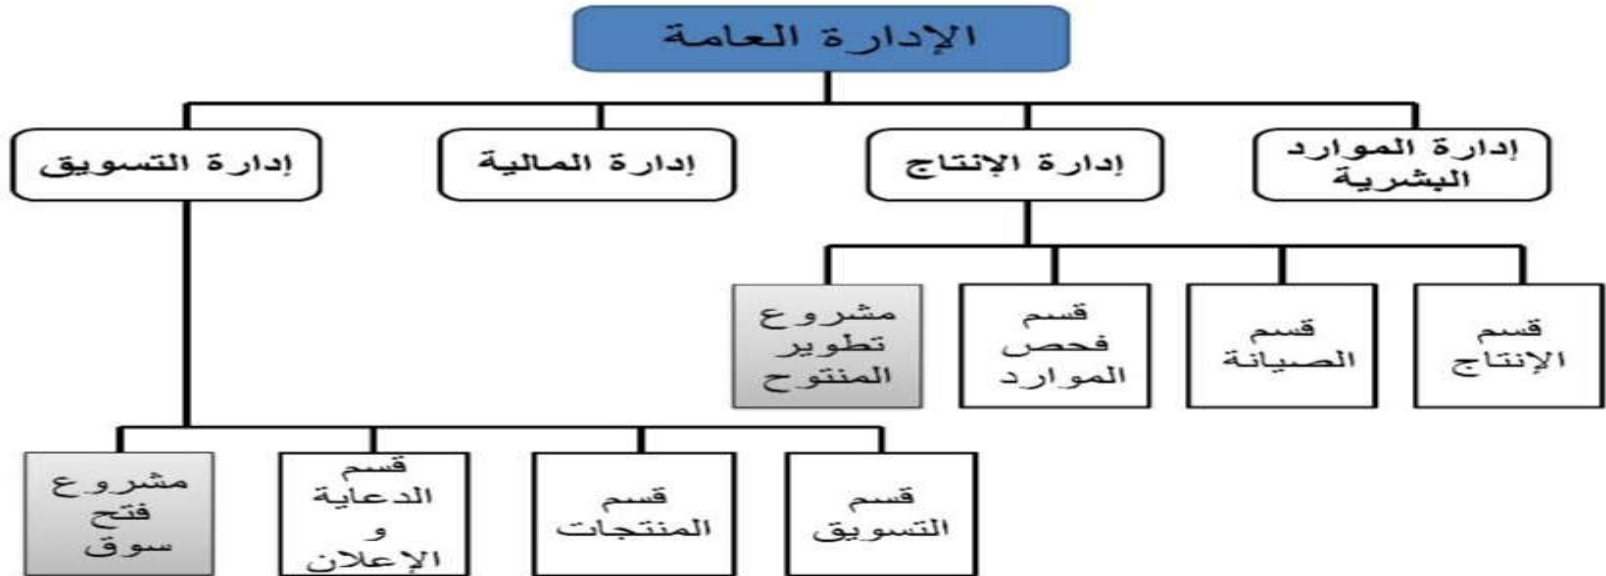 الإدارة العامة
إدارة الموارد
البشرية
إدارة الإنتاج
إدارة المالية
إدارة التسويق
قسم
الإنتاج
قسم
الصيانة
قسم
فحص
الموارد
مشروع
تطوير
المنتوح
قسم
التسويق
قسم
المنتجات
قسم
الدعاية
و
الإعلان
مشروع
فتح
سوق